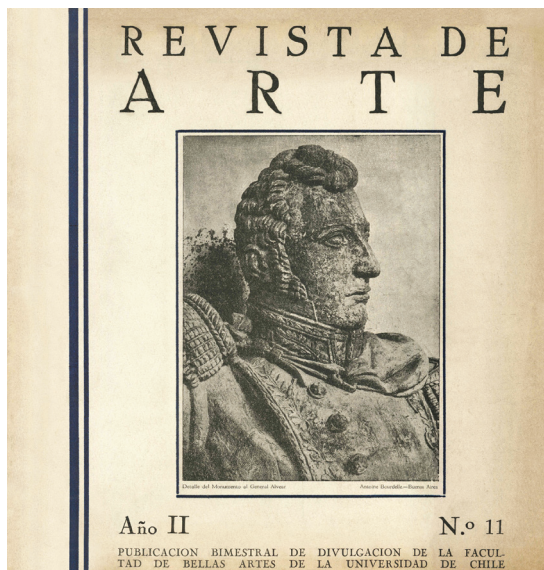 REVISTA DE
ARTE
Detalle del Monumento al General Alvear
Antoine Bourdelle.—Buenos Aires
Año II
N.º 11
PUBLICACION BIMESTRAL DE DIVULGACION DE LA FACUL-
TAD DE BELLAS ARTES DE LA UNIVERSIDAD DE CHILE